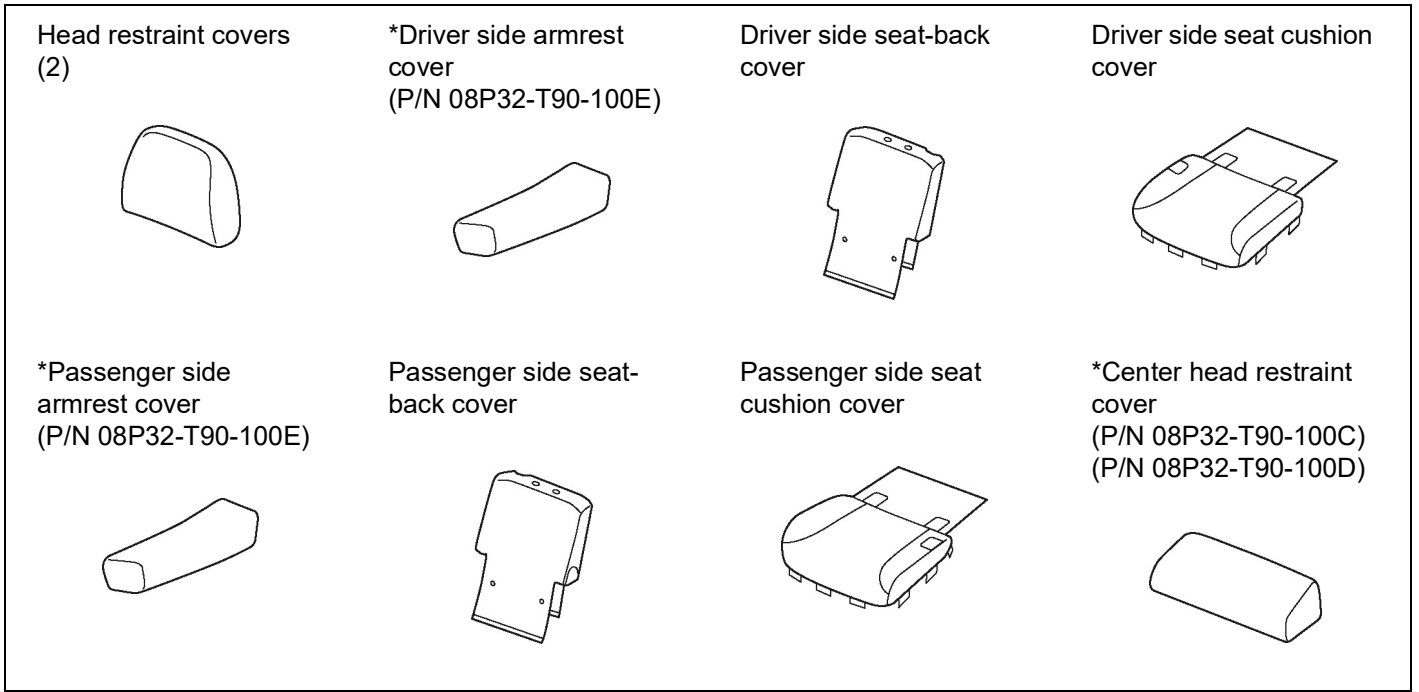 Head restraint covers
(2)
*Driver side armrest
cover
(P/N 08P32-T90-100E)
Driver side seat-back
cover
Driver side seat cushion
cover
*Passenger side
armrest cover
(P/N 08P32-T90-100E)
Passenger side seat-
back cover
Passenger side seat
cushion cover
*Center head restraint
cover
(P/N 08P32-T90-100C)
(P/N 08P32-T90-100D)